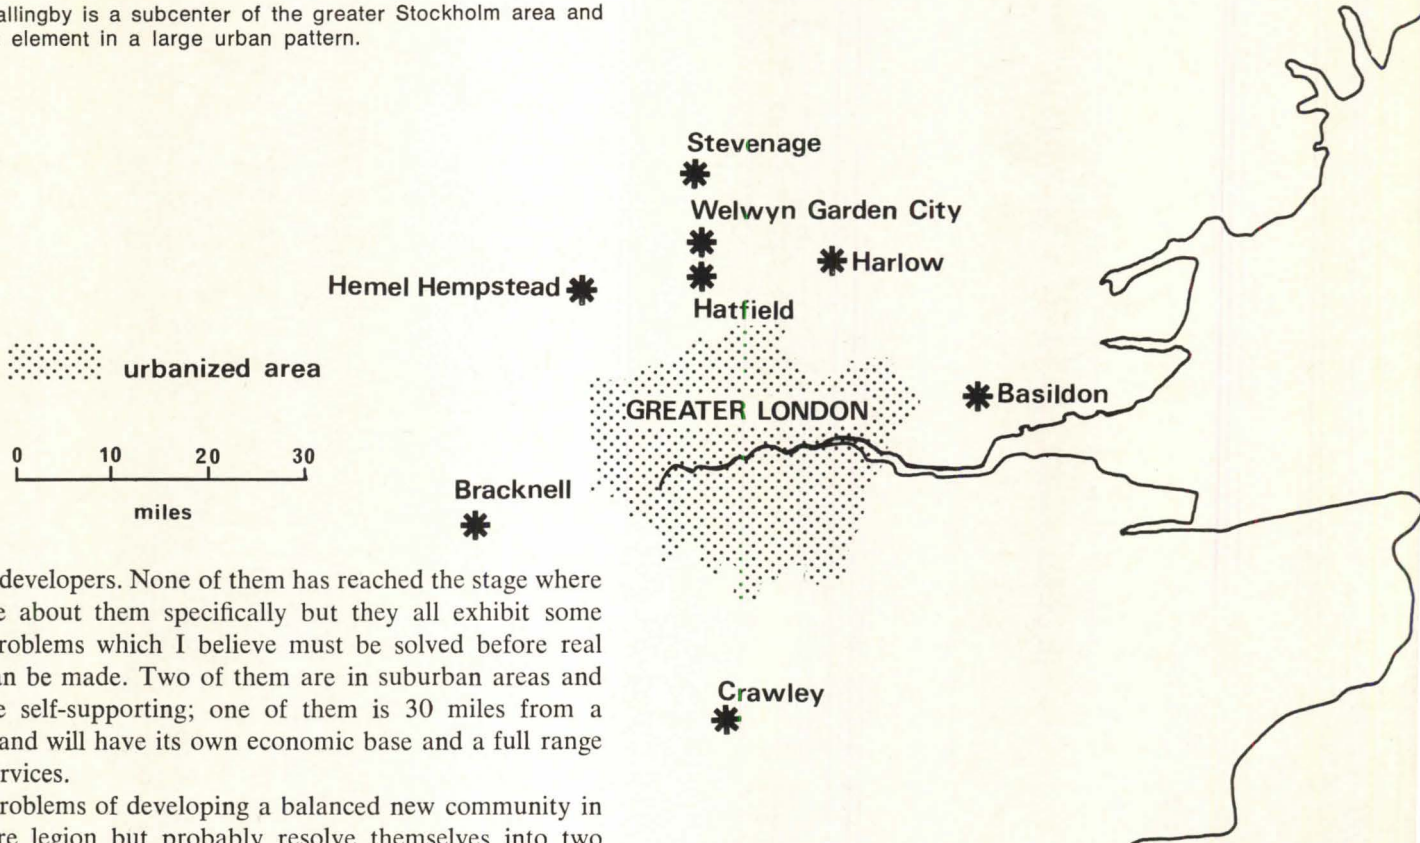 allingby is a subcenter of the greater Stockholm area and
element in a large urban pattern.
Stevenage
Welwyn Garden City
Harlow
Hemel Hempstead
Hatfield
urbanized area
GREATER LONDON
Basildon
0 10 20 30
miles
Bracknell
developers. None of them has reached the stage where
e about them specifically but they all exhibit some
roblems which I believe must be solved before real
an be made. Two of them are in suburban areas and
e self-supporting; one of them is 30 miles from a
and will have its own economic base and a full range
rvices.
Crawley
roblems of developing a balanced new community in
re legion but probably resolve themselves into two